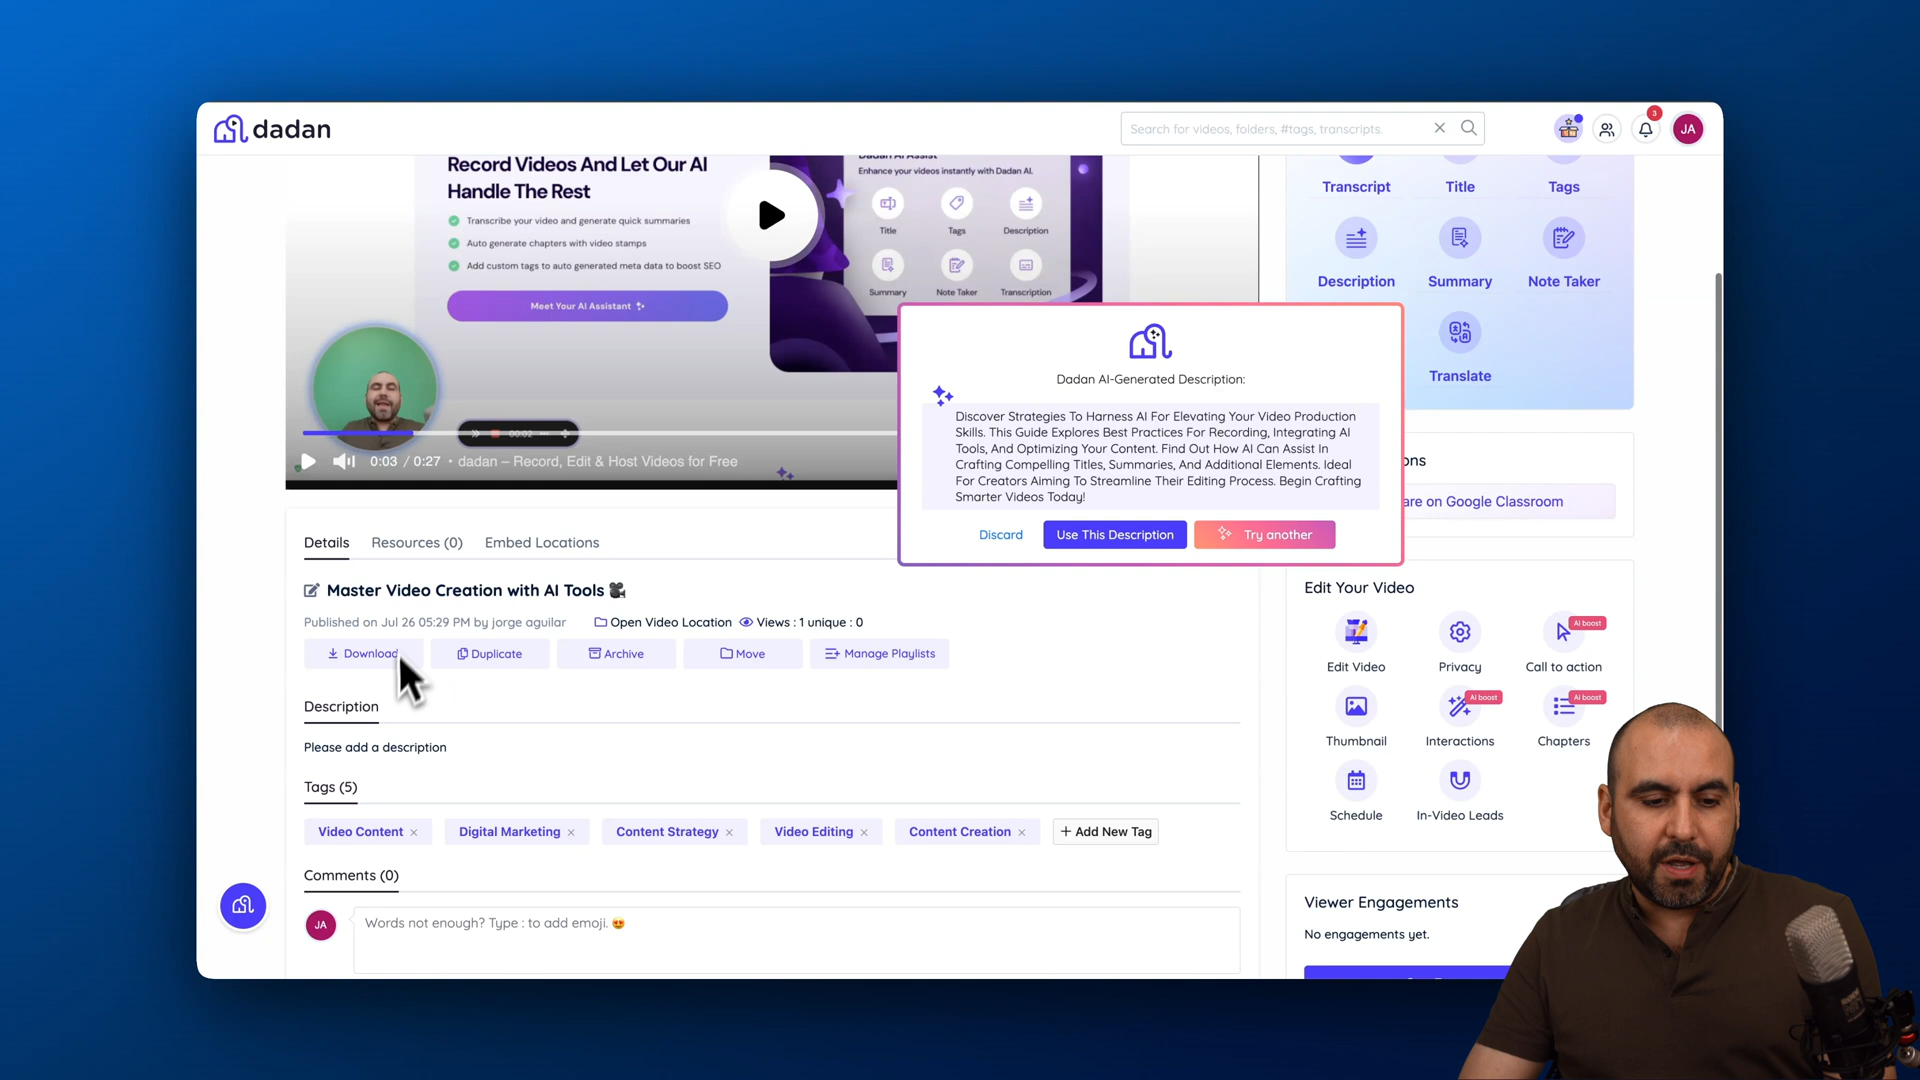 dadan
Search for videos, folders, #tags, transcripts.
3
JA
Record Videos And Let Our AI
Handle The Rest
Transcribe your video and generate quick summaries
Auto generate chapters with video stamps
Add custom tags to auto generated meta data to boost SEO
Meet Your AI Assistant
Dadan AI Assist
Enhance your videos instantly with Dadan AI.
Title
Tags
Description
Summary
Note Taker
Transcription
00:02
0:03 / 0:27 • dadan – Record, Edit & Host Videos for Free
Transcript
Title
Tags
Description
Summary
Note Taker
Translate
Dadan AI-Generated Description:
Discover Strategies To Harness AI For Elevating Your Video Production
Skills. This Guide Explores Best Practices For Recording, Integrating AI
Tools, And Optimizing Your Content. Find Out How AI Can Assist In
Crafting Compelling Titles, Summaries, And Additional Elements. Ideal
For Creators Aiming To Streamline Their Editing Process. Begin Crafting
Smarter Videos Today!
Discard
Use This Description
Try another
ons
are on Google Classroom
Details
Resources (0)
Embed Locations
Master Video Creation with AI Tools 🎥
Published on Jul 26 05:29 PM by jorge aguilar
Open Video Location
Views : 1 unique : 0
Download
Duplicate
Archive
Move
Manage Playlists
Description
Please add a description
Tags (5)
Video Content ×
Digital Marketing ×
Content Strategy ×
Video Editing ×
Content Creation ×
+ Add New Tag
Comments (0)
JA
Words not enough? Type : to add emoji. 😍
Edit Your Video
Edit Video
Privacy
AI boost
Call to action
Thumbnail
AI boost
Interactions
AI boost
Chapters
Schedule
In-Video Leads
Viewer Engagements
No engagements yet.